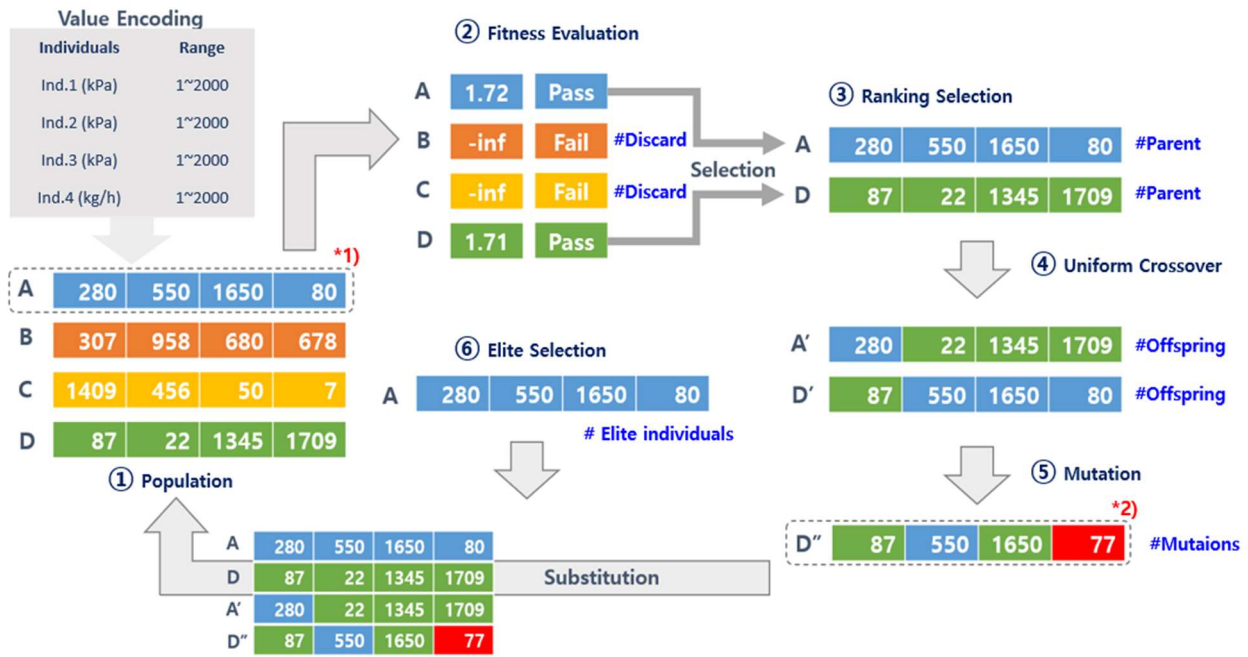 Value Encoding
Individuals Range
Ind.1 (kPa) 1~2000
Ind.2 (kPa) 1~2000
Ind.3 (kPa) 1~2000
Ind.4 (kg/h) 1~2000
*1)
A 280 550 1650 80
B 307 958 680 678
C 1409 456 50 7
D 87 22 1345 1709
① Population
② Fitness Evaluation
A 1.72 Pass
B -inf Fail #Discard
C -inf Fail #Discard
D 1.71 Pass
Selection
③ Ranking Selection
A 280 550 1650 80 #Parent
D 87 22 1345 1709 #Parent
④ Uniform Crossover
A' 280 22 1345 1709 #Offspring
D' 87 550 1650 80 #Offspring
⑤ Mutation
*2)
D" 87 550 1650 77 #Mutaions
⑥ Elite Selection
A 280 550 1650 80
# Elite individuals
Substitution
A 280 550 1650 80
D 87 22 1345 1709
A' 280 22 1345 1709
D" 87 550 1650 77